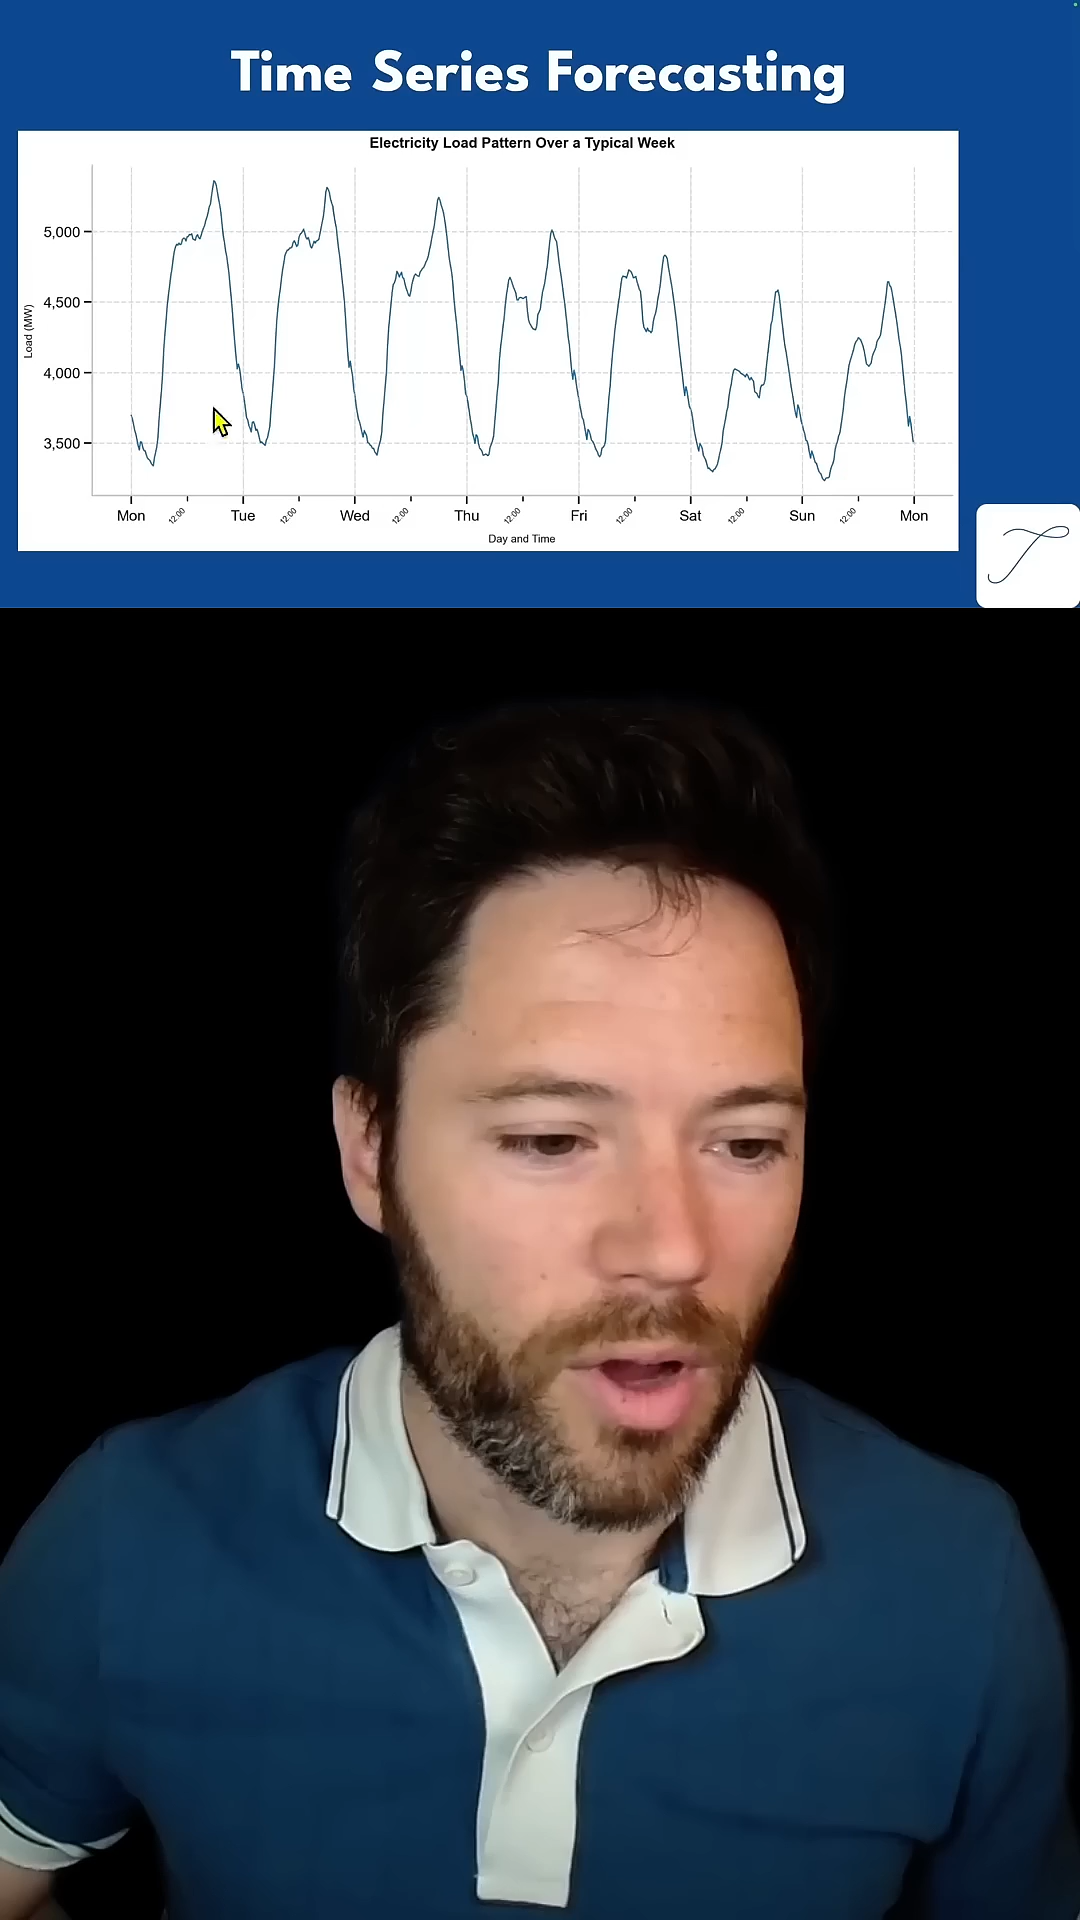 Time Series Forecasting
Electricity Load Pattern Over a Typical Week
Load (MW)
5,000
4,500
4,000
3,500
Mon 12:00 Tue 12:00 Wed 12:00 Thu 12:00 Fri 12:00 Sat 12:00 Sun 12:00 Mon
Day and Time
T